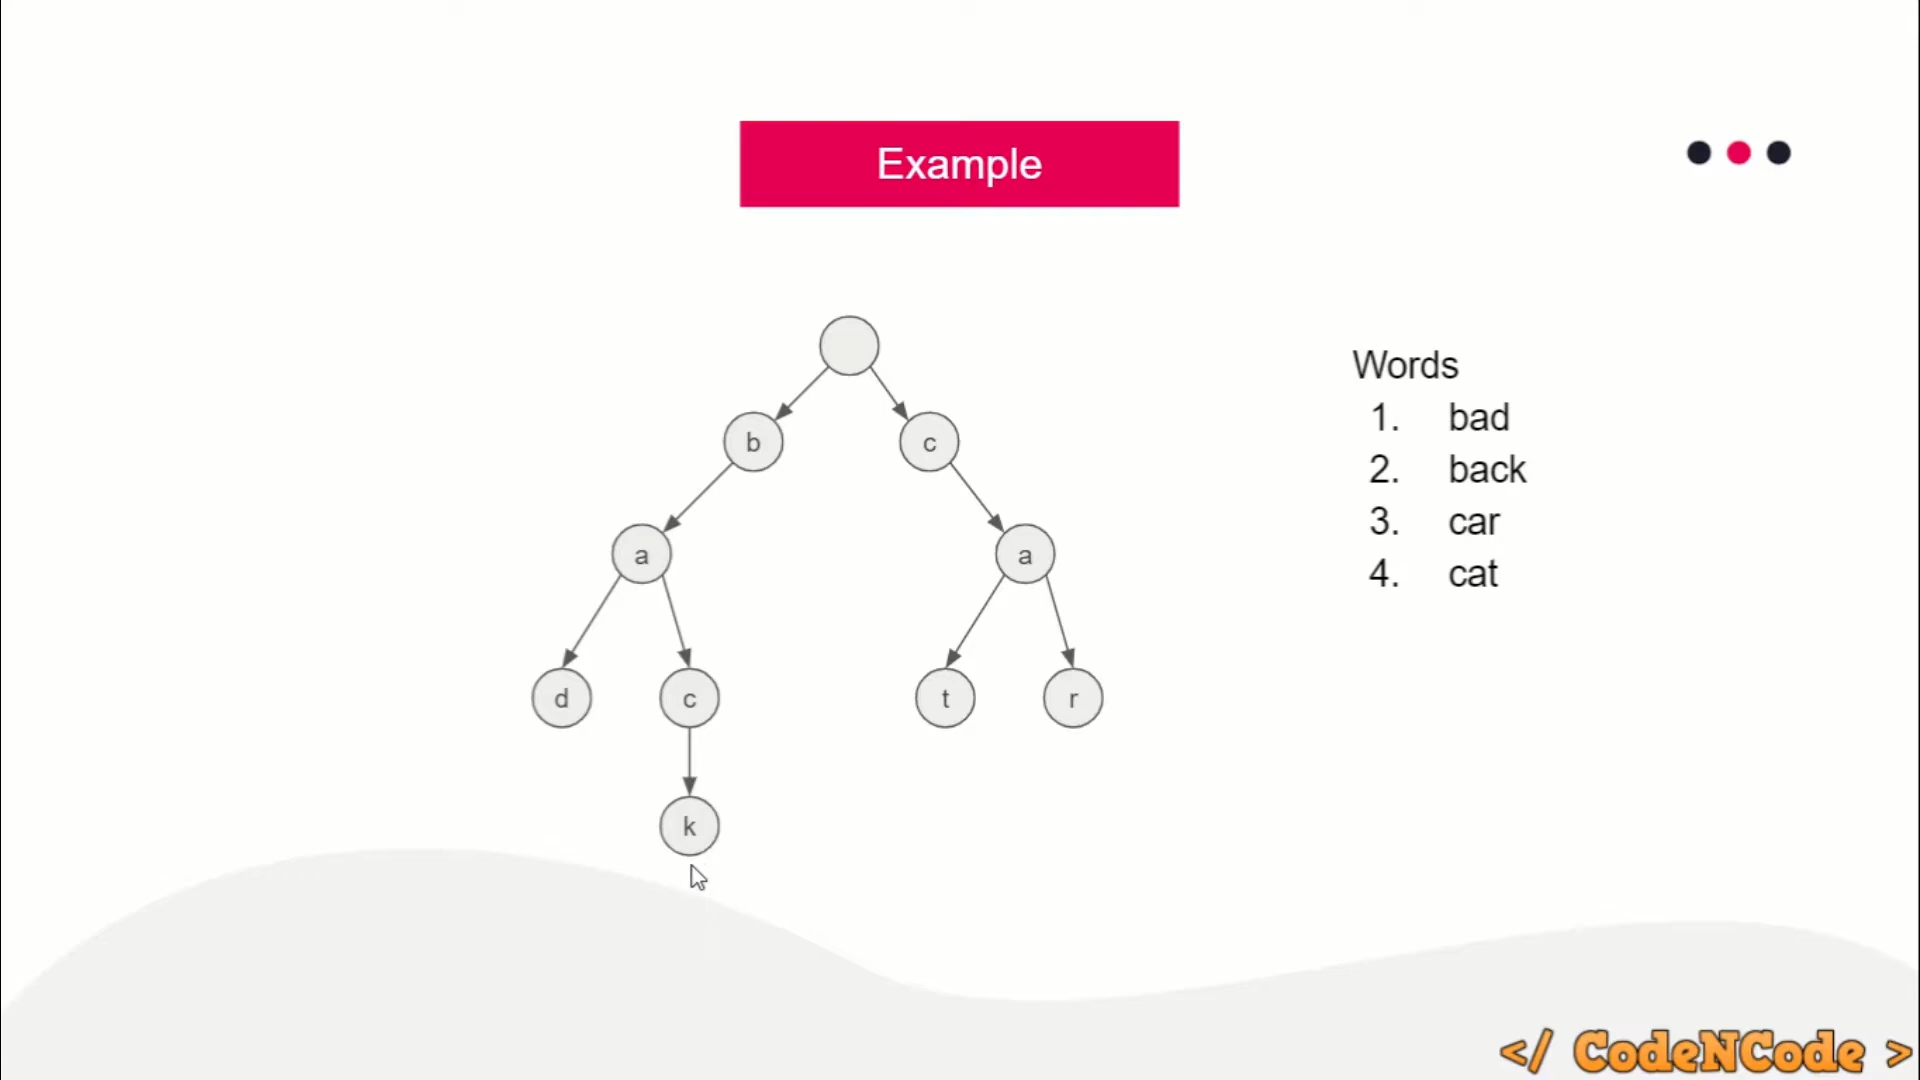 Example
b
c
a
a
d
c
t
r
k
Words
1. bad
2. back
3. car
4. cat
</ CodeNCode >